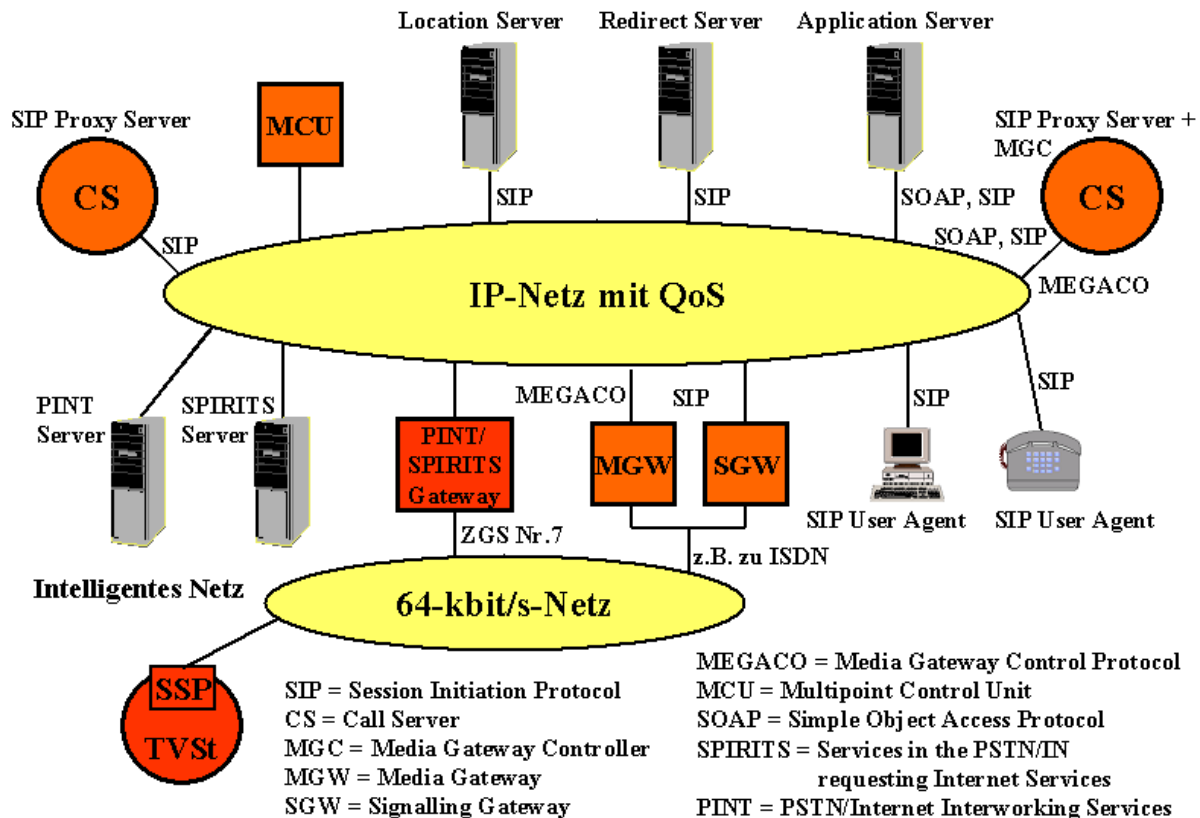 Location Server
Redirect Server
Application Server
SIP Proxy Server
MCU
SIP Proxy Server +
MGC
CS
CS
SIP
SIP
SIP
SOAP, SIP
SOAP, SIP
MEGACO
IP-Netz mit QoS
PINT
Server
SPIRITS
Server
MEGACO
SIP
SIP
SIP
PINT/
SPIRITS
Gateway
MGW
SGW
SIP User Agent
SIP User Agent
ZGS Nr.7
z.B. zu ISDN
Intelligentes Netz
64-kbit/s-Netz
SSP
TVSt
SIP = Session Initiation Protocol
CS = Call Server
MGC = Media Gateway Controller
MGW = Media Gateway
SGW = Signalling Gateway
MEGACO = Media Gateway Control Protocol
MCU = Multipoint Control Unit
SOAP = Simple Object Access Protocol
SPIRITS = Services in the PSTN/IN
requesting Internet Services
PINT = PSTN/Internet Interworking Services